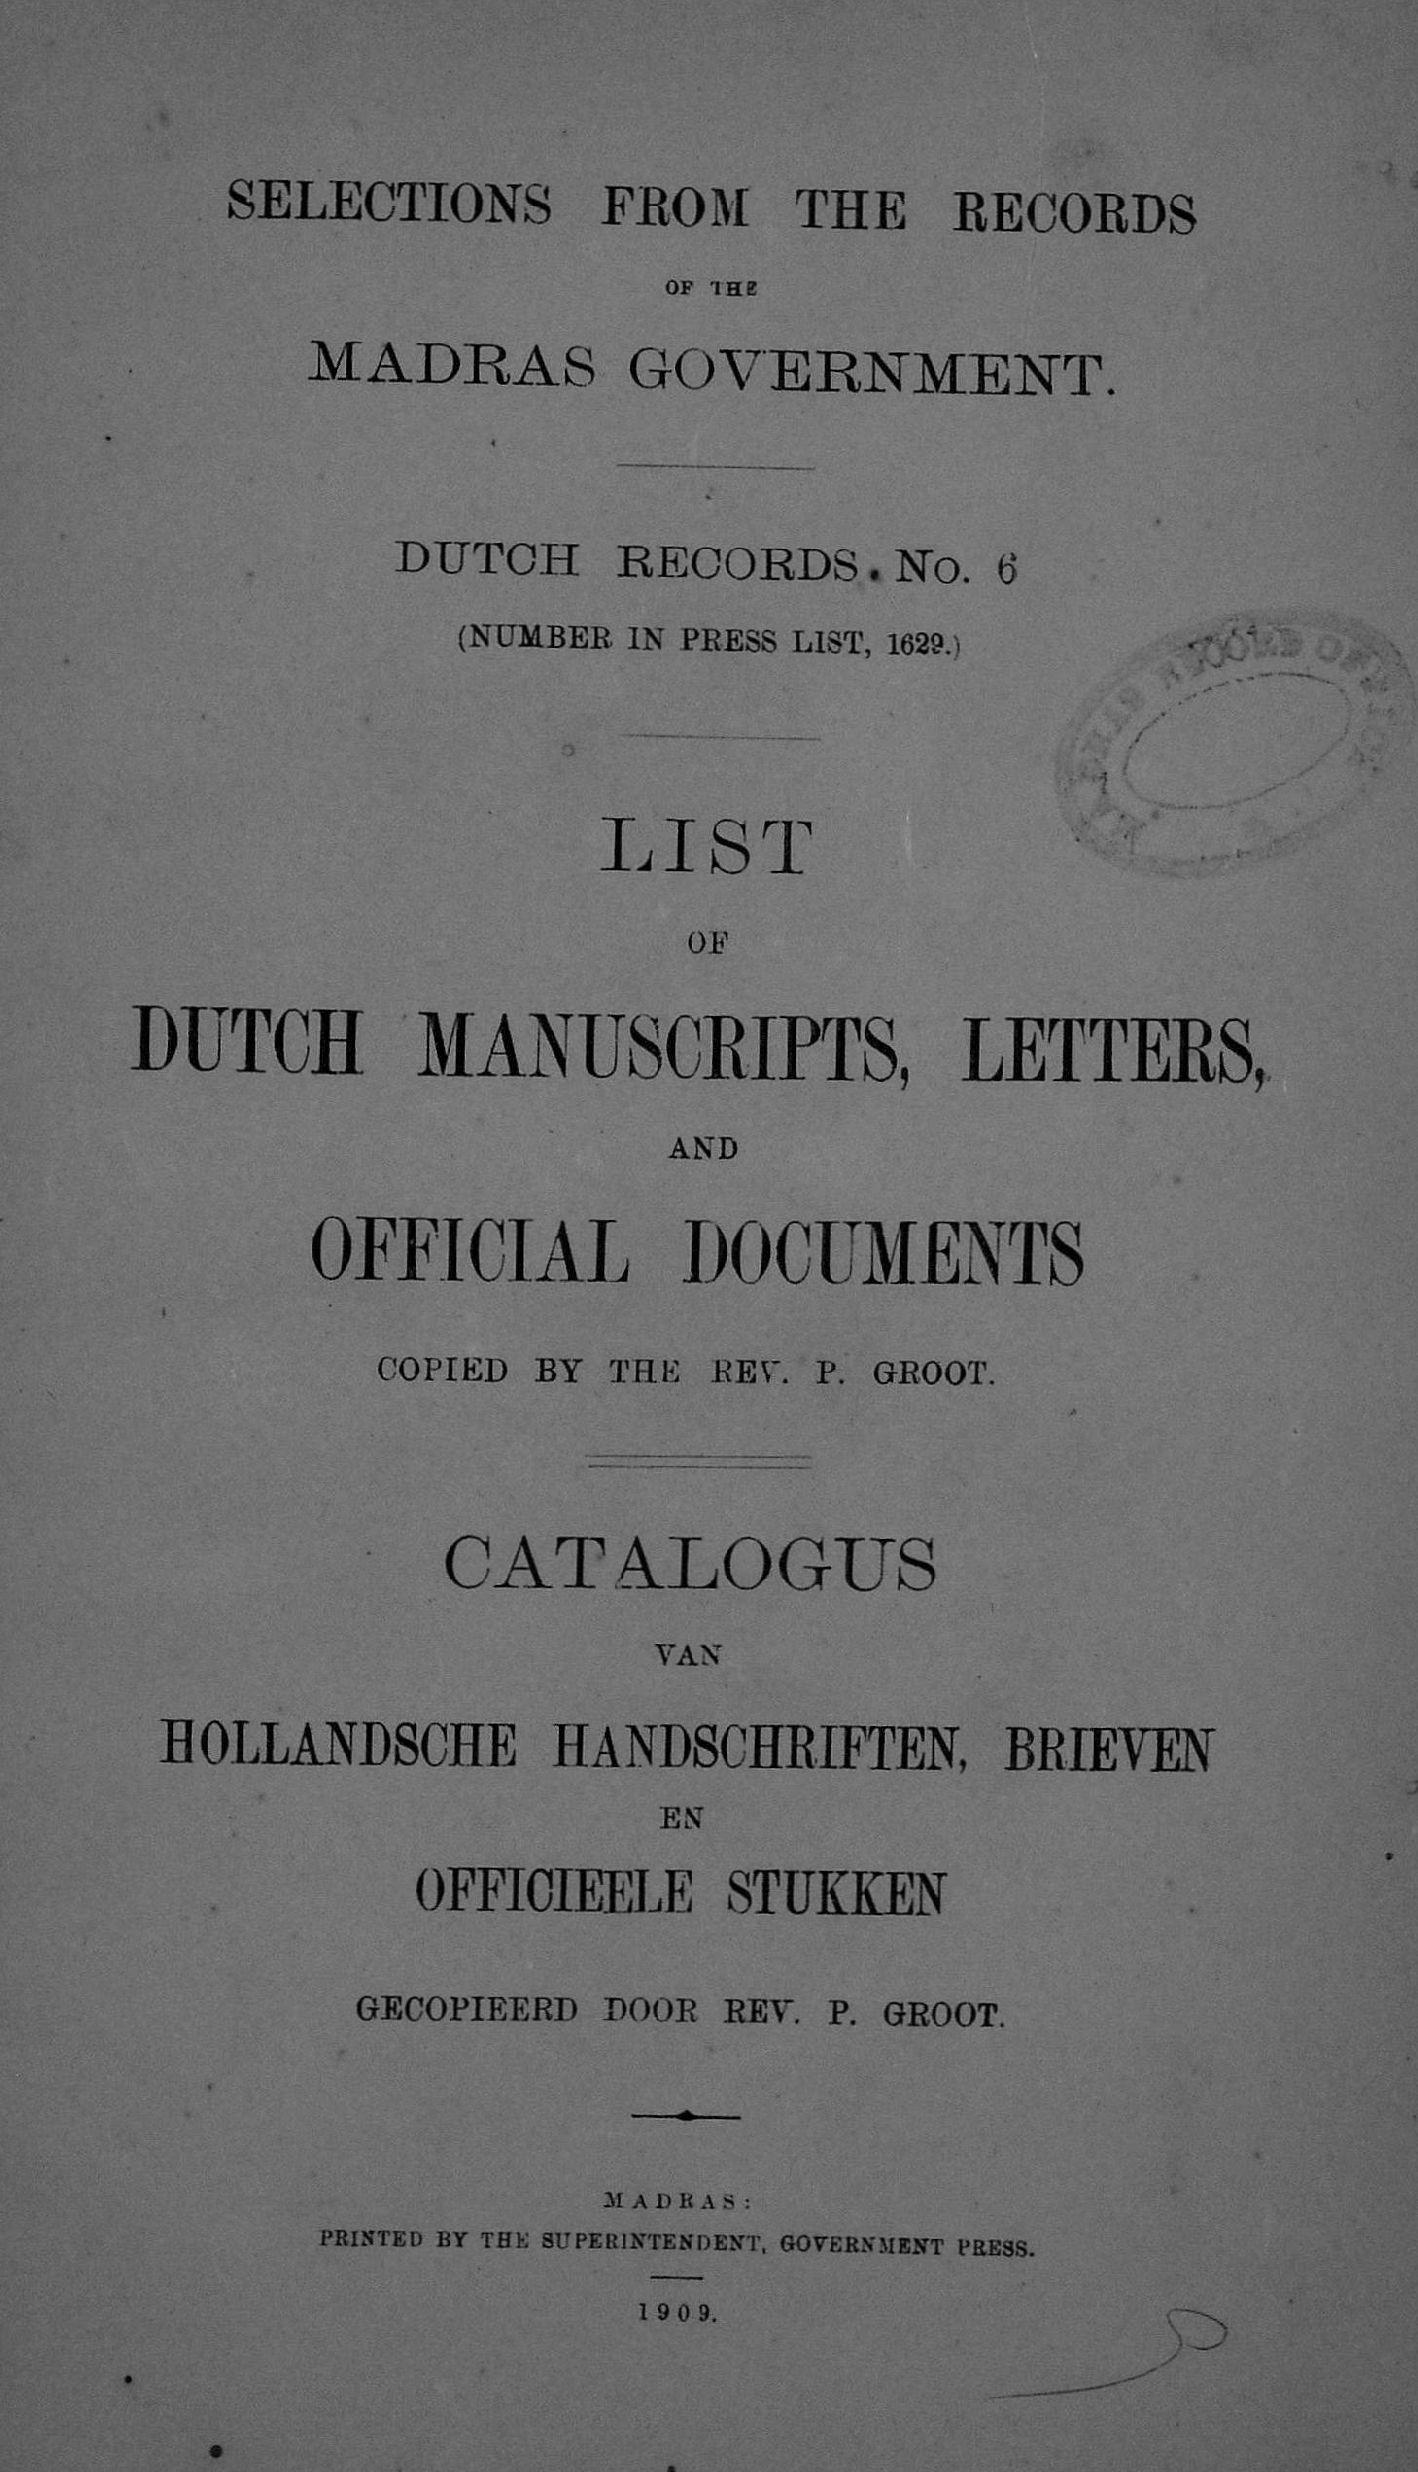 SELECTIONS FROM THE RECORDS
OF THE
MADRAS GOVERNMENT.
DUTCH RECORDS. No. 6
(NUMBER IN PRESS LIST, 1629.)
RECORD OFFICE
LIST
OF
DUTCH MANUSCRIPTS, LETTERS,
AND
OFFICIAL DOCUMENTS
COPIED BY THE REV. P. GROOT.
CATALOGUS
VAN
HOLLANDSCHE HANDSCHRIFTEN, BRIEVEN
EN
OFFICIEELE STUKKEN
GECOPIEERD DOOR REV. P. GROOT.
MADRAS:
PRINTED BY THE SUPERINTENDENT, GOVERNMENT PRESS.
1909.